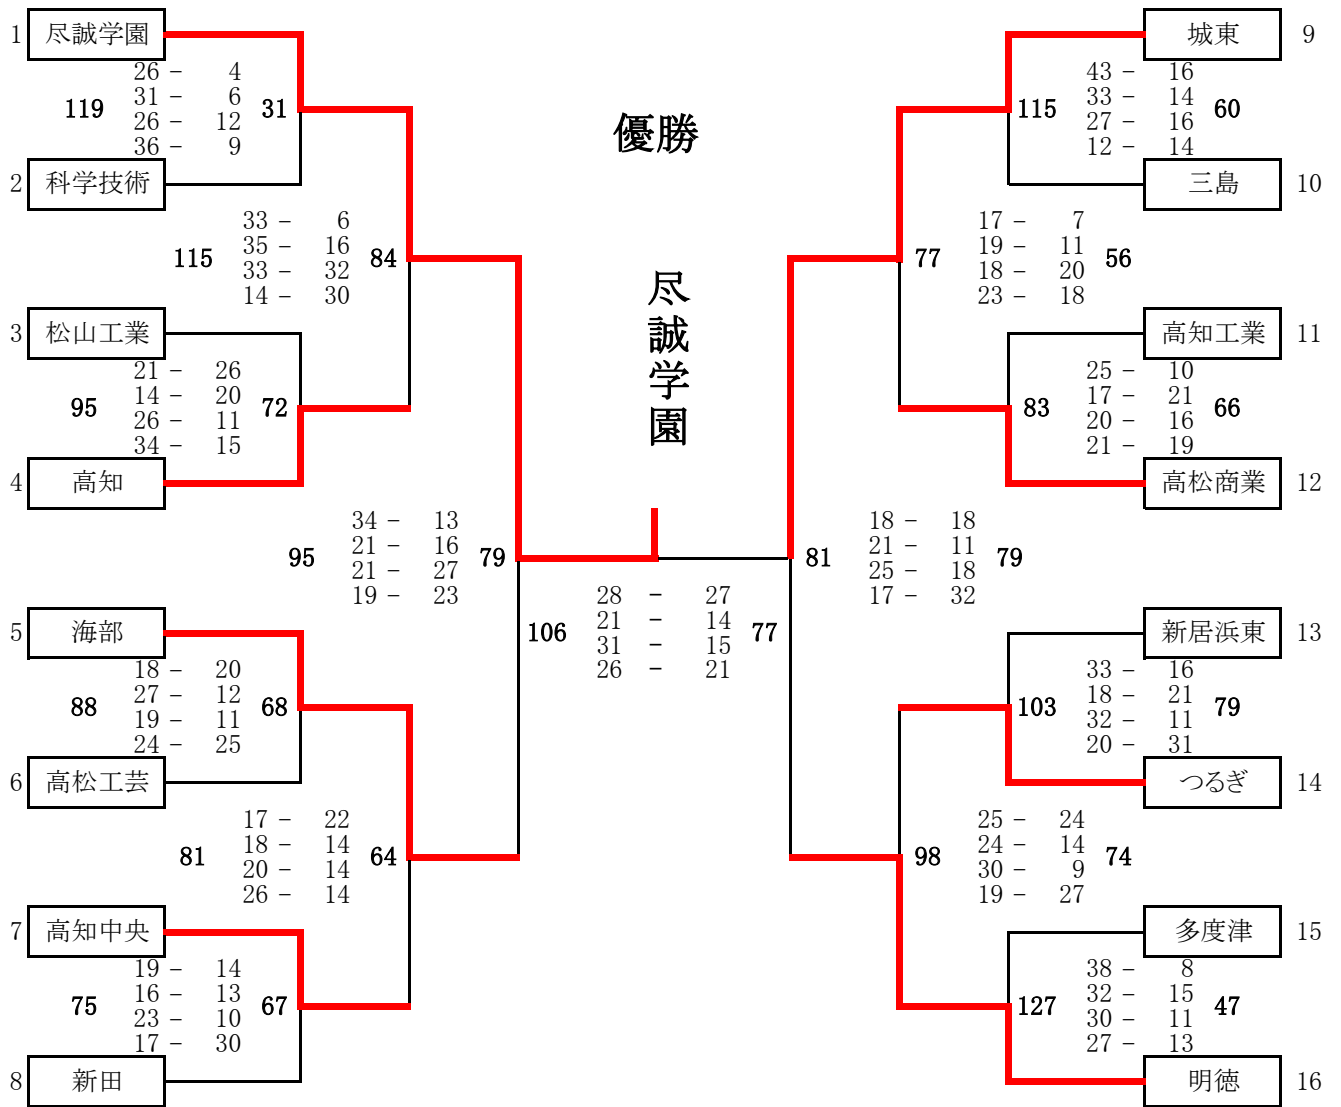 優勝
尽誠学園
1 尽誠学園
119
26 - 4
31 - 6
26 - 12
36 - 9
31
2 科学技術
115
33 - 6
35 - 16
33 - 32
14 - 30
84
3 松山工業
95
21 - 26
14 - 20
26 - 11
34 - 15
72
4 高知
95
34 - 13
21 - 16
21 - 27
19 - 23
79
5 海部
88
18 - 20
27 - 12
19 - 11
24 - 25
68
6 高松工芸
81
17 - 22
18 - 14
20 - 14
26 - 14
64
7 高知中央
75
19 - 14
16 - 13
23 - 10
17 - 30
67
8 新田
106
28 - 27
21 - 14
31 - 15
26 - 21
77
城東 9
115
43 - 16
33 - 14
27 - 16
12 - 14
60
三島 10
77
17 - 7
19 - 11
18 - 20
23 - 18
56
高知工業 11
83
25 - 10
17 - 21
20 - 16
21 - 19
66
高松商業 12
81
18 - 18
21 - 11
25 - 18
17 - 32
79
新居浜東 13
103
33 - 16
18 - 21
32 - 11
20 - 31
79
つるぎ 14
98
25 - 24
24 - 14
30 - 9
19 - 27
74
多度津 15
127
38 - 8
32 - 15
30 - 11
27 - 13
47
明徳 16